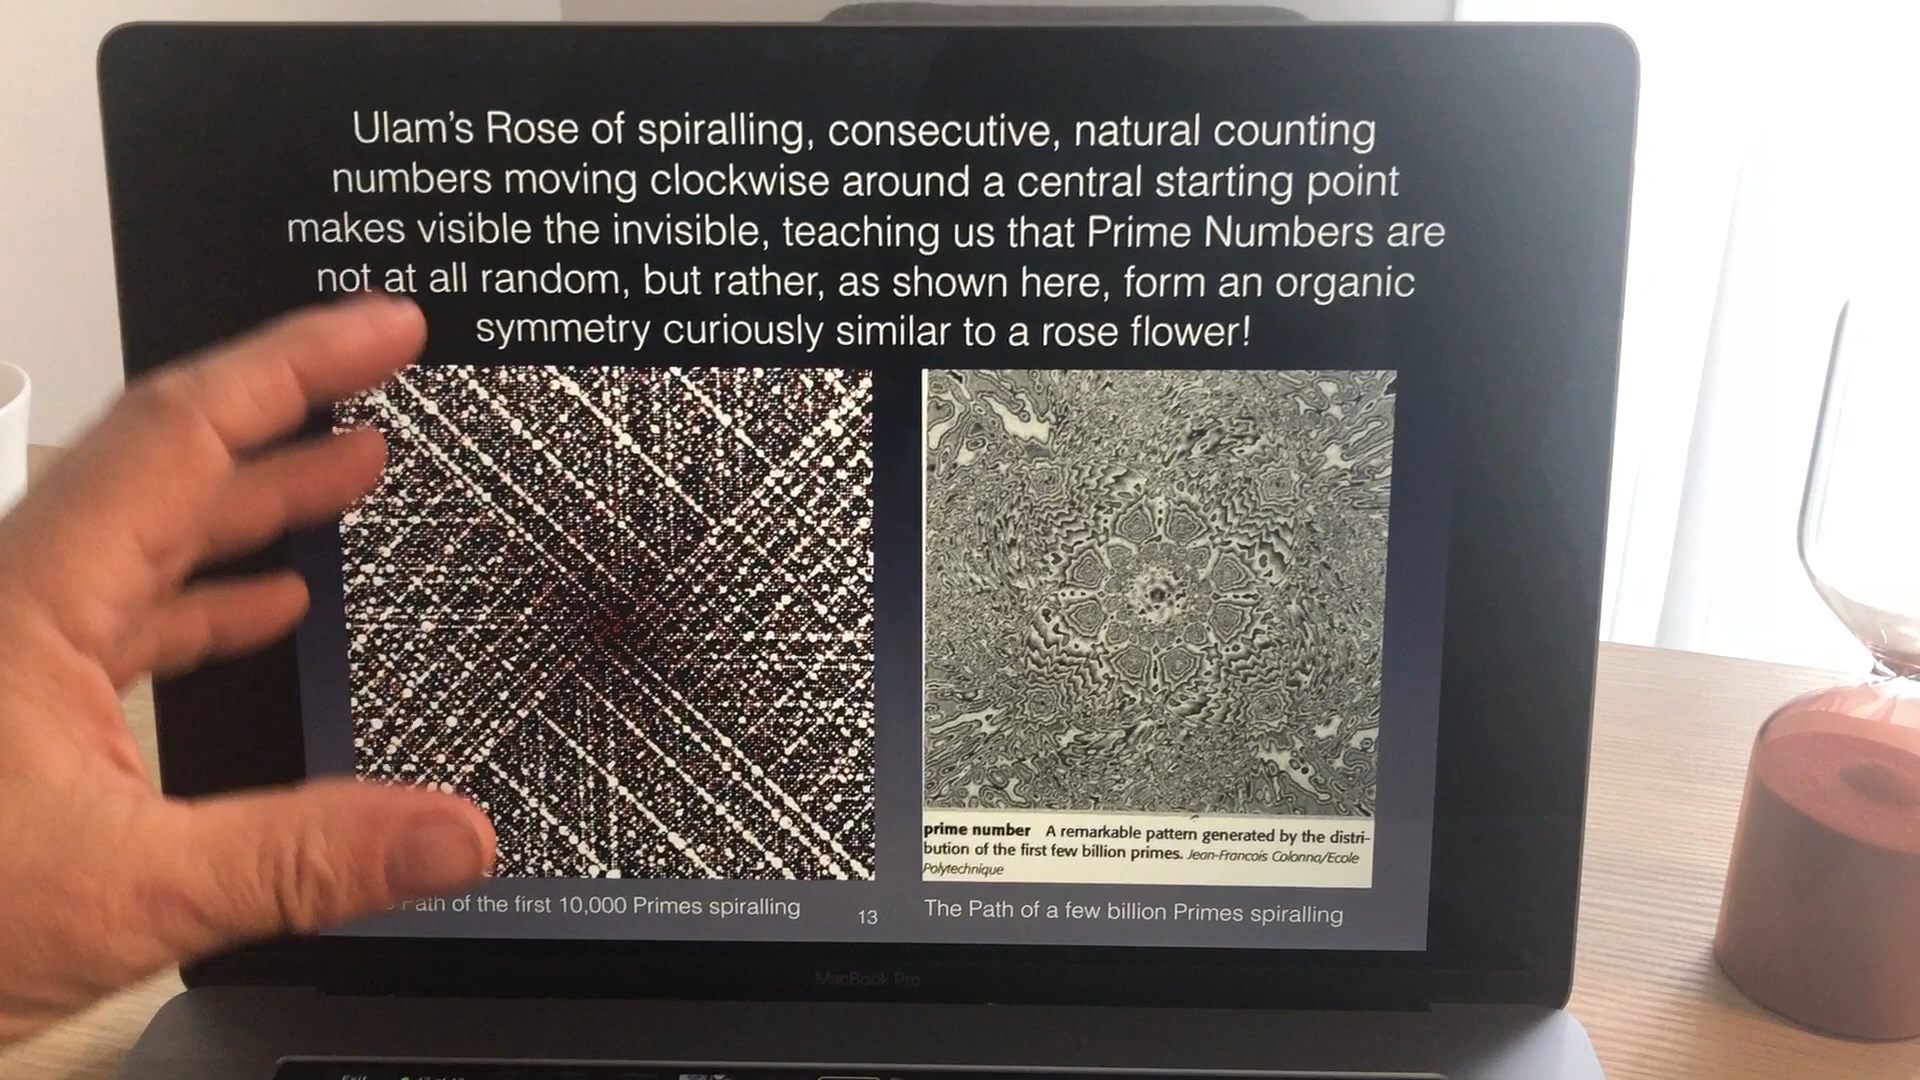 Ulam's Rose of spiralling, consecutive, natural counting
numbers moving clockwise around a central starting point
makes visible the invisible, teaching us that Prime Numbers are
not at all random, but rather, as shown here, form an organic
symmetry curiously similar to a rose flower!
prime number A remarkable pattern generated by the distri-
bution of the first few billion primes. Jean-Francois Colonna/Ecole
Polytechnique
Path of the first 10,000 Primes spiralling
13
The Path of a few billion Primes spiralling
MacBook Pro